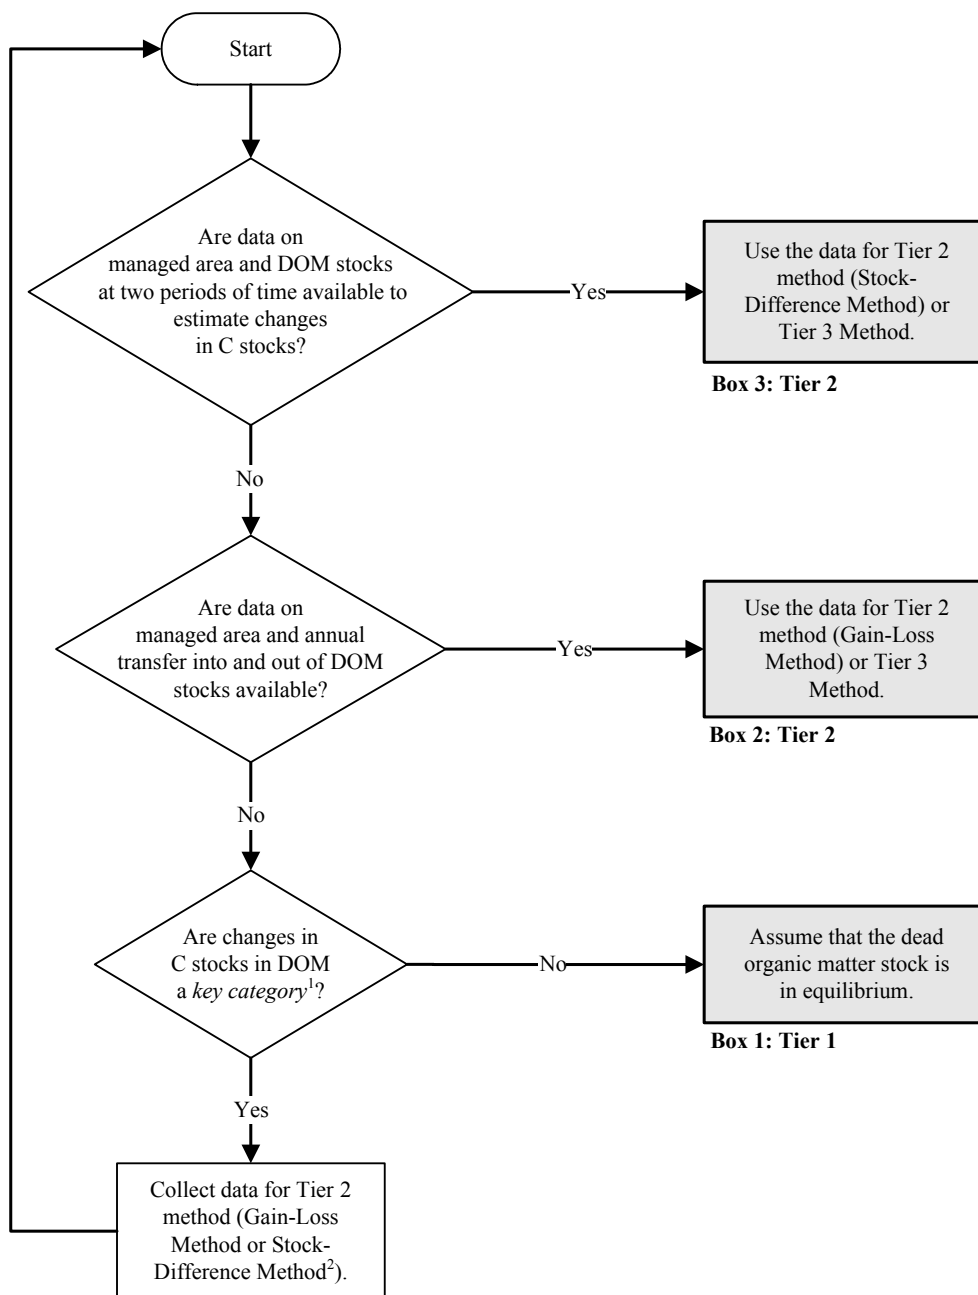 Start
Are data on
managed area and DOM stocks
at two periods of time available to
estimate changes
in C stocks?
Yes
Use the data for Tier 2
method (Stock-
Difference Method) or
Tier 3 Method.
Box 3: Tier 2
No
Are data on
managed area and annual
transfer into and out of DOM
stocks available?
Yes
Use the data for Tier 2
method (Gain-Loss
Method) or Tier 3
Method.
Box 2: Tier 2
No
Are changes in
C stocks in DOM
a key category¹?
No
Assume that the dead
organic matter stock is
in equilibrium.
Box 1: Tier 1
Yes
Collect data for Tier 2
method (Gain-Loss
Method or Stock-
Difference Method²).